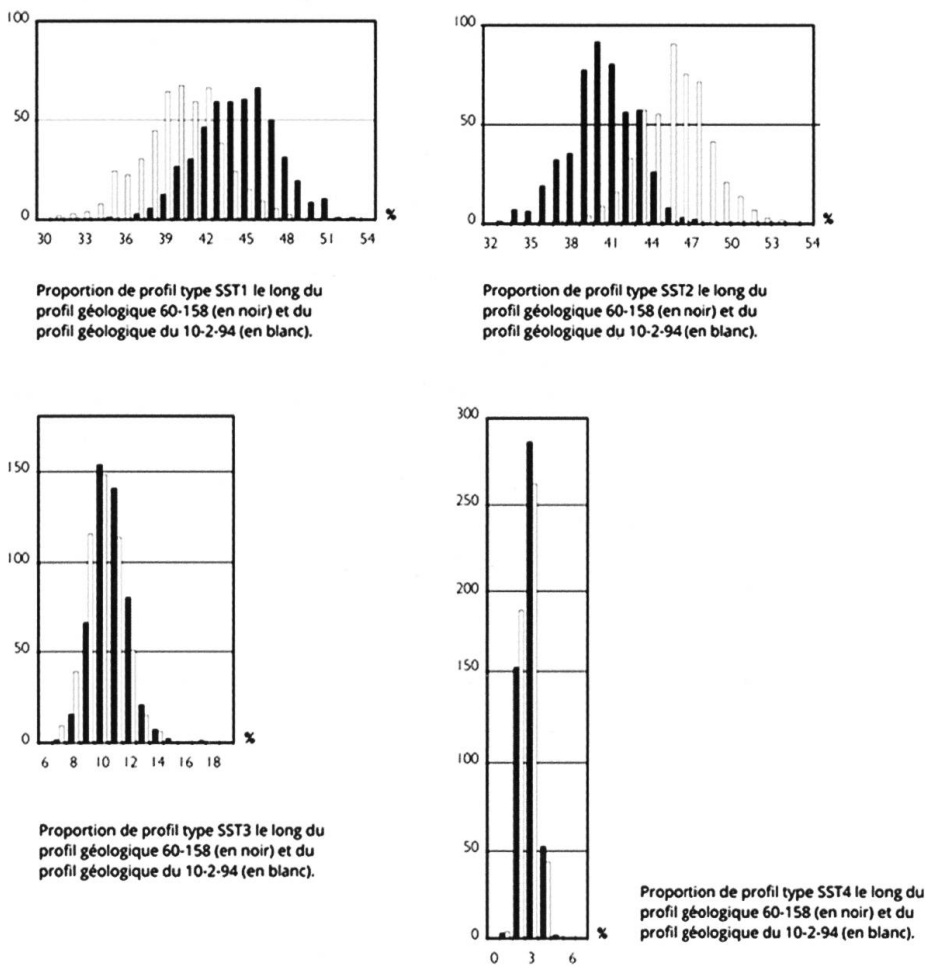 100
50
0
%
30 33 36 39 42 45 48 51 54
Proportion de profil type SST1 le long du
profil géologique 60-158 (en noir) et du
profil géologique du 10-2-94 (en blanc).
100
50
0
%
32 35 38 41 44 47 50 53 54
Proportion de profil type SST2 le long du
profil géologique 60-158 (en noir) et du
profil géologique du 10-2-94 (en blanc).
150
100
50
0
%
6 8 10 12 14 16 18
Proportion de profil type SST3 le long du
profil géologique 60-158 (en noir) et du
profil géologique du 10-2-94 (en blanc).
300
250
200
150
100
50
0
%
0 3 6
Proportion de profil type SST4 le long du
profil géologique 60-158 (en noir) et du
profil géologique du 10-2-94 (en blanc).